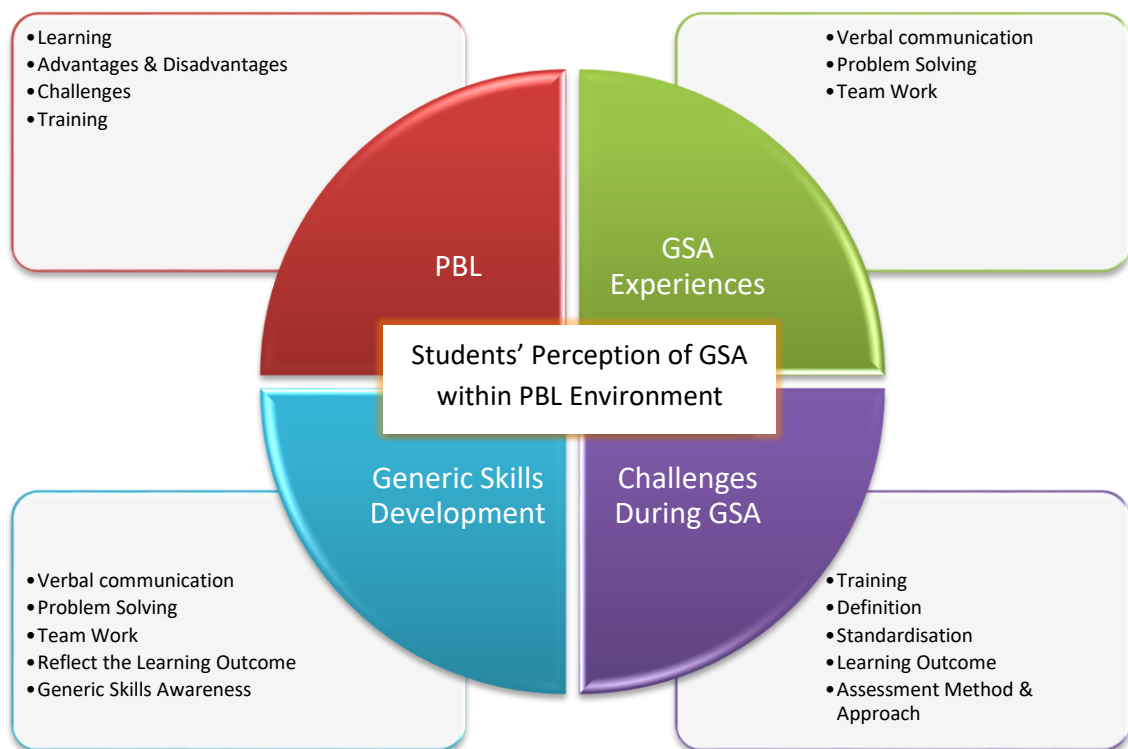 •Learning
•Advantages & Disadvantages
•Challenges
•Training
•Verbal communication
•Problem Solving
•Team Work
PBL
GSA
Experiences
Students’ Perception of GSA
within PBL Environment
Generic Skills
Development
Challenges
During GSA
•Verbal communication
•Problem Solving
•Team Work
•Reflect the Learning Outcome
•Generic Skills Awareness
•Training
•Definition
•Standardisation
•Learning Outcome
•Assessment Method &
Approach